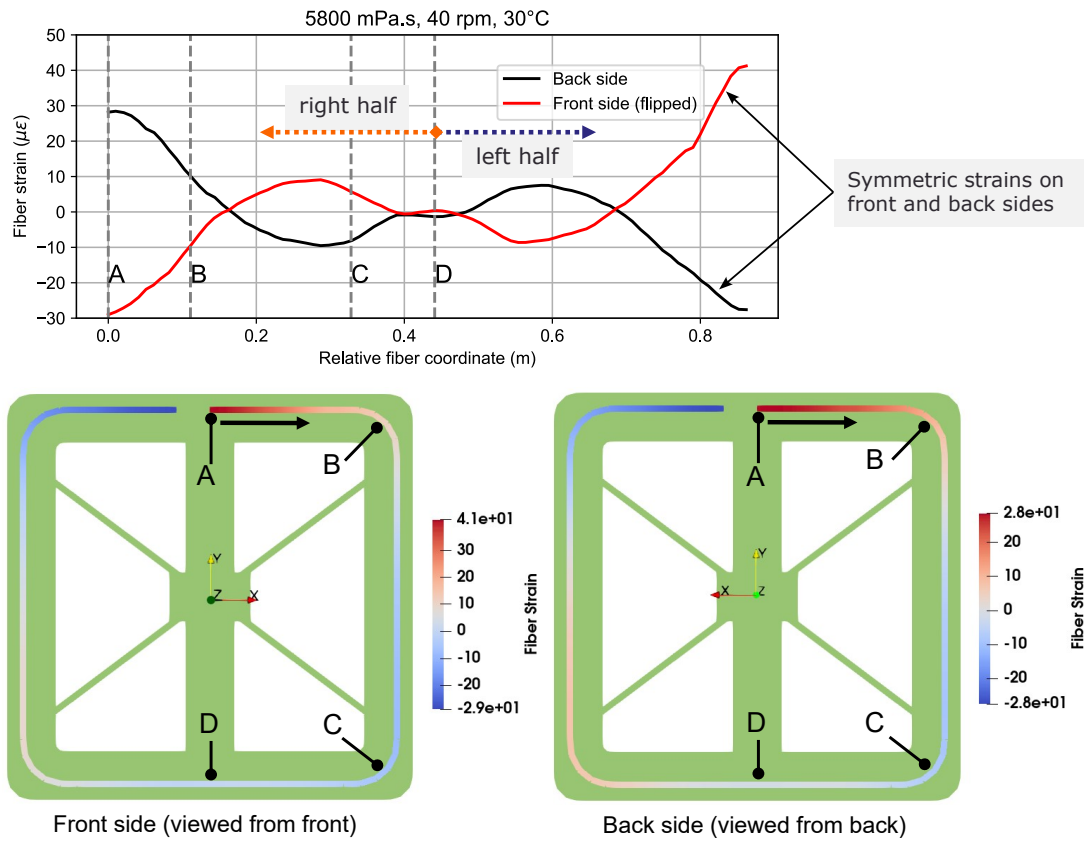 5800 mPa.s, 40 rpm, 30°C
Fiber strain (με)
50
40
30
20
10
0
−10
−20
−30
Back side
Front side (flipped)
right half
left half
A
B
C
D
0.0
0.2
0.4
0.6
0.8
Relative fiber coordinate (m)
Symmetric strains on
front and back sides
A
B
C
D
Y
Z
X
4.1e+01
30
20
10
0
-10
-20
-2.9e+01
Fiber Strain
Front side (viewed from front)
A
B
C
D
Y
X
Z
2.8e+01
20
10
0
-10
-20
-2.8e+01
Fiber Strain
Back side (viewed from back)